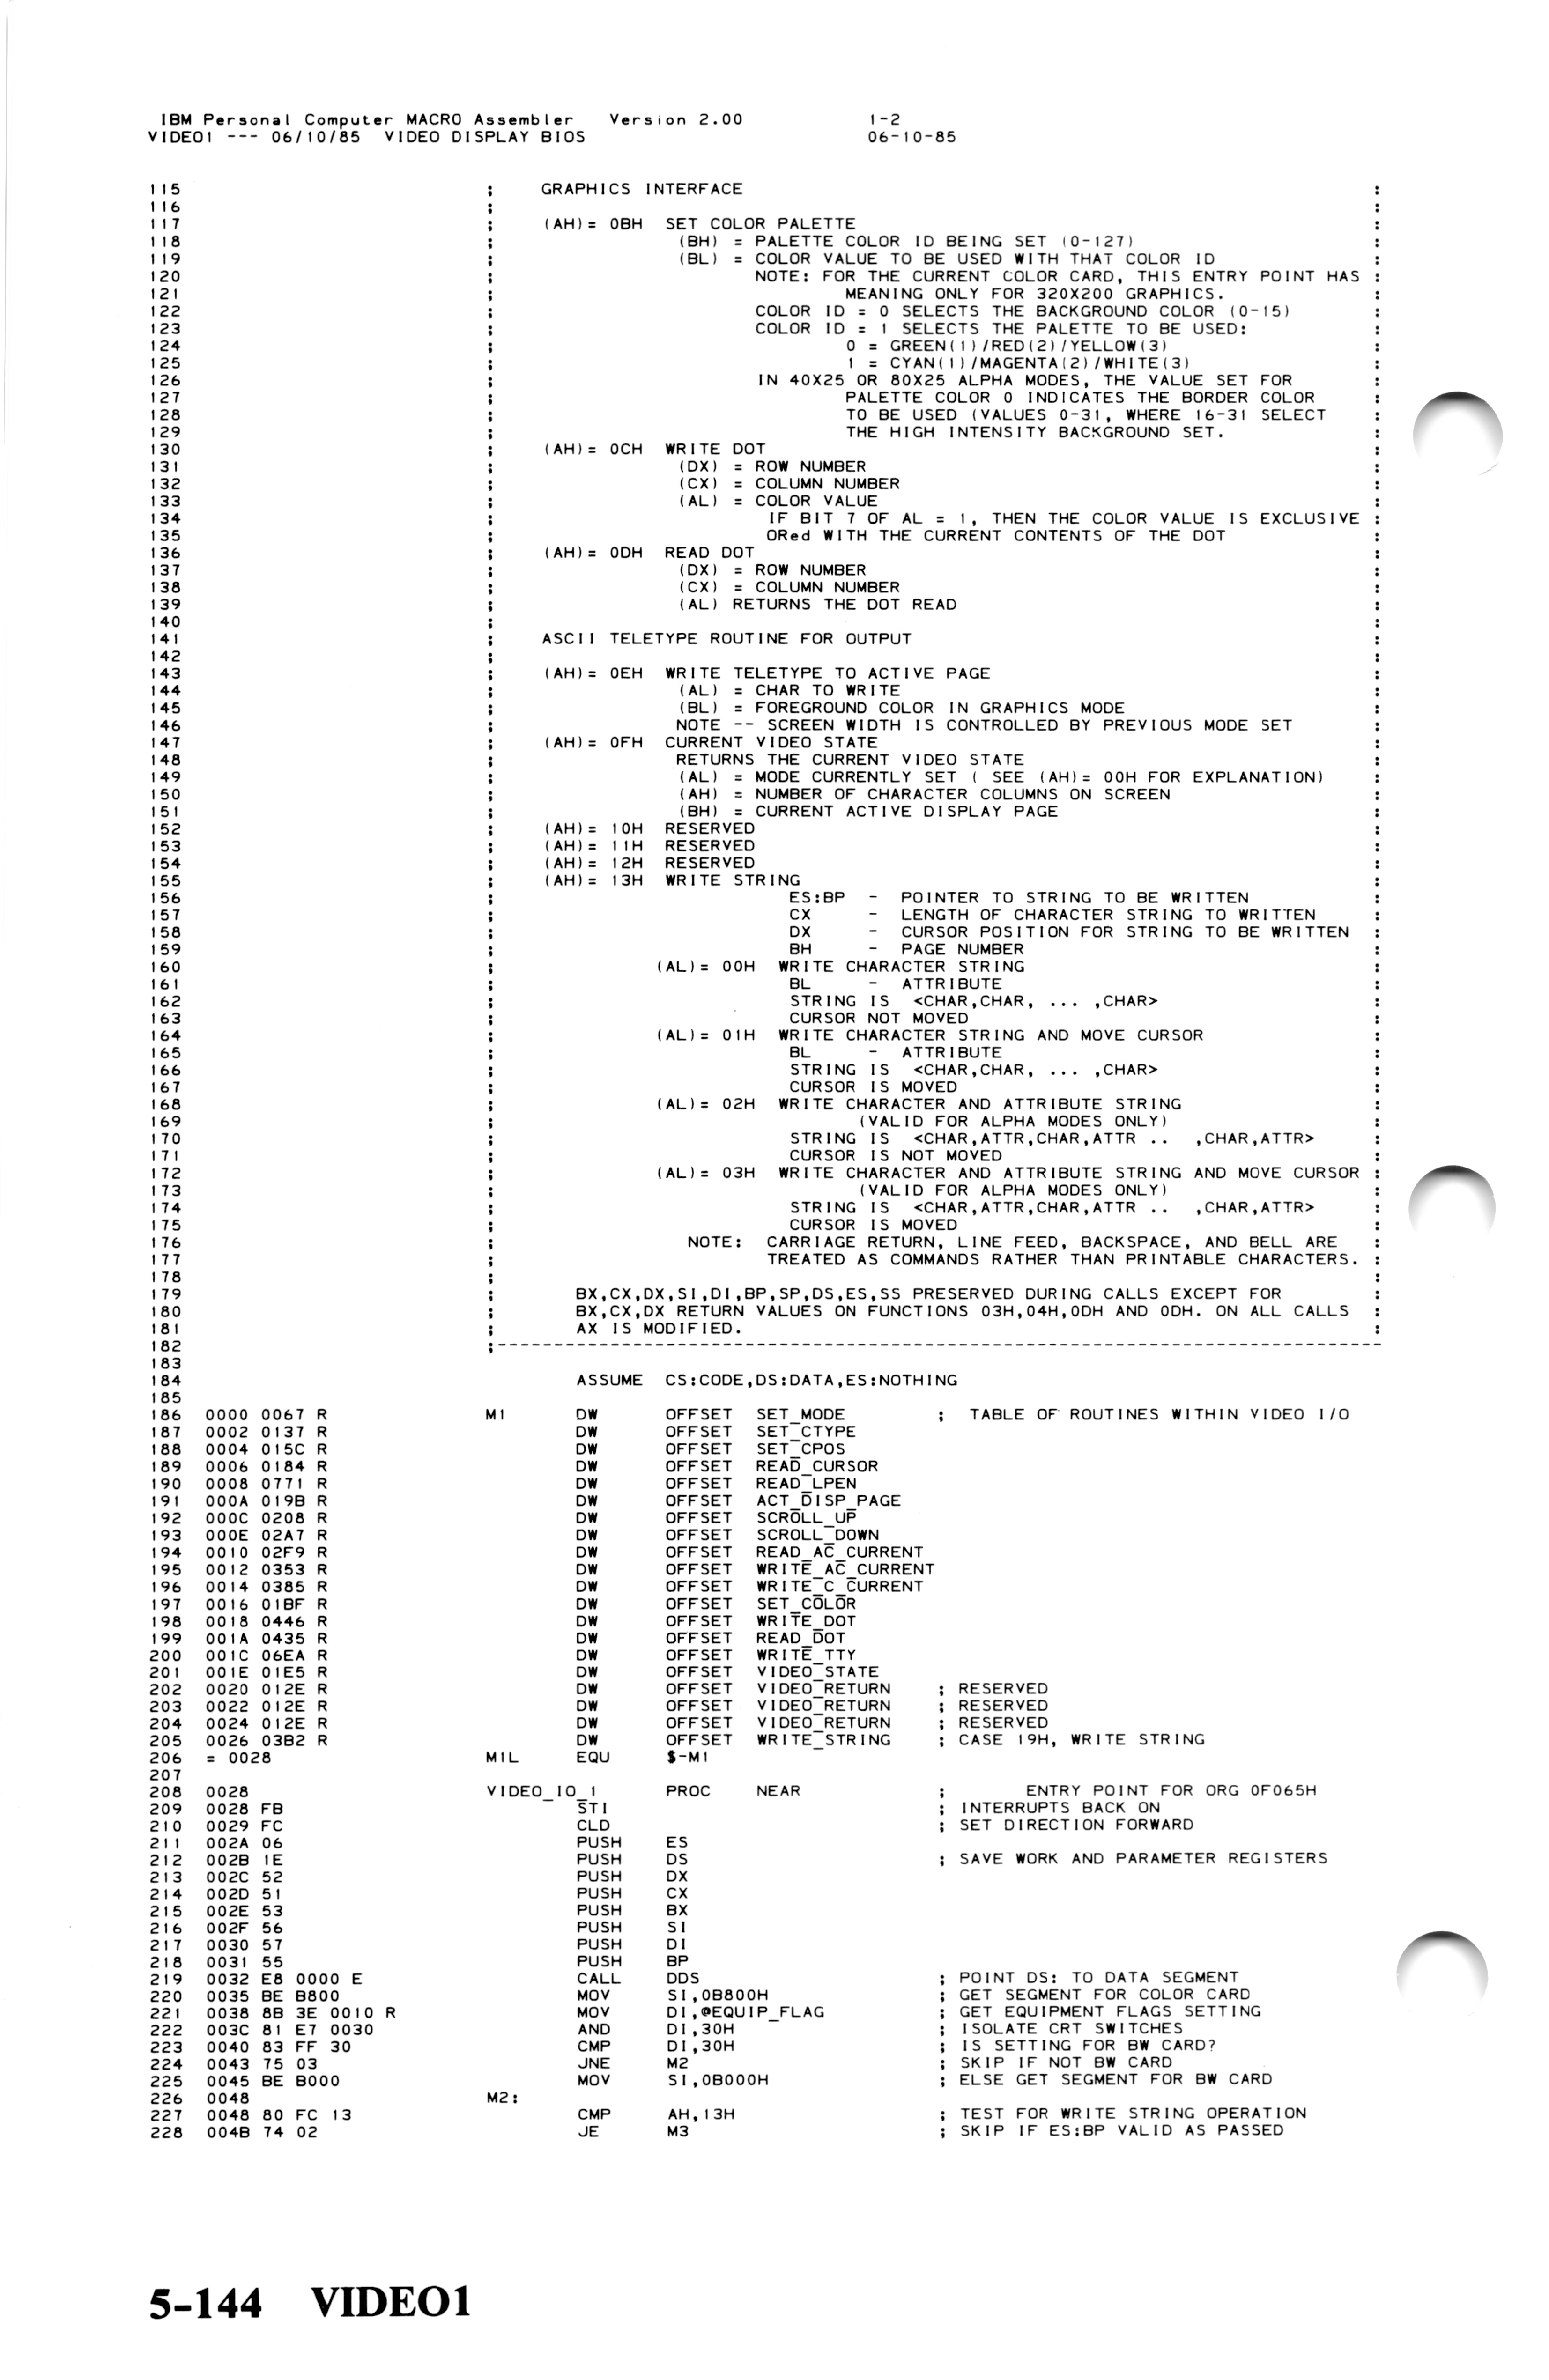 IBM Personal Computer MACRO Assembler   Version 2.00   1-2
VIDEO1 --- 06/10/85  VIDEO DISPLAY BIOS   06-10-85
115 ; GRAPHICS INTERFACE :
116 ; :
117 ; (AH)= 0BH  SET COLOR PALETTE :
118 ; (BH) = PALETTE COLOR ID BEING SET (0-127) :
119 ; (BL) = COLOR VALUE TO BE USED WITH THAT COLOR ID :
120 ; NOTE: FOR THE CURRENT COLOR CARD, THIS ENTRY POINT HAS :
121 ; MEANING ONLY FOR 320X200 GRAPHICS. :
122 ; COLOR ID = 0 SELECTS THE BACKGROUND COLOR (0-15) :
123 ; COLOR ID = 1 SELECTS THE PALETTE TO BE USED: :
124 ; 0 = GREEN(1)/RED(2)/YELLOW(3) :
125 ; 1 = CYAN(1)/MAGENTA(2)/WHITE(3) :
126 ; IN 40X25 OR 80X25 ALPHA MODES, THE VALUE SET FOR :
127 ; PALETTE COLOR 0 INDICATES THE BORDER COLOR :
128 ; TO BE USED (VALUES 0-31, WHERE 16-31 SELECT :
129 ; THE HIGH INTENSITY BACKGROUND SET. :
130 ; (AH)= 0CH  WRITE DOT :
131 ; (DX) = ROW NUMBER :
132 ; (CX) = COLUMN NUMBER :
133 ; (AL) = COLOR VALUE :
134 ; IF BIT 7 OF AL = 1, THEN THE COLOR VALUE IS EXCLUSIVE :
135 ; ORed WITH THE CURRENT CONTENTS OF THE DOT :
136 ; (AH)= 0DH  READ DOT :
137 ; (DX) = ROW NUMBER :
138 ; (CX) = COLUMN NUMBER :
139 ; (AL) RETURNS THE DOT READ :
140 ; :
141 ; ASCII TELETYPE ROUTINE FOR OUTPUT :
142 ; :
143 ; (AH)= 0EH  WRITE TELETYPE TO ACTIVE PAGE :
144 ; (AL) = CHAR TO WRITE :
145 ; (BL) = FOREGROUND COLOR IN GRAPHICS MODE :
146 ; NOTE -- SCREEN WIDTH IS CONTROLLED BY PREVIOUS MODE SET :
147 ; (AH)= 0FH  CURRENT VIDEO STATE :
148 ; RETURNS THE CURRENT VIDEO STATE :
149 ; (AL) = MODE CURRENTLY SET ( SEE (AH)= 00H FOR EXPLANATION) :
150 ; (AH) = NUMBER OF CHARACTER COLUMNS ON SCREEN :
151 ; (BH) = CURRENT ACTIVE DISPLAY PAGE :
152 ; (AH)= 10H  RESERVED :
153 ; (AH)= 11H  RESERVED :
154 ; (AH)= 12H  RESERVED :
155 ; (AH)= 13H  WRITE STRING :
156 ; ES:BP  -  POINTER TO STRING TO BE WRITTEN :
157 ; CX  -  LENGTH OF CHARACTER STRING TO WRITTEN :
158 ; DX  -  CURSOR POSITION FOR STRING TO BE WRITTEN :
159 ; BH  -  PAGE NUMBER :
160 ; (AL)= 00H  WRITE CHARACTER STRING :
161 ; BL  -  ATTRIBUTE :
162 ; STRING IS  <CHAR,CHAR, ... ,CHAR> :
163 ; CURSOR NOT MOVED :
164 ; (AL)= 01H  WRITE CHARACTER STRING AND MOVE CURSOR :
165 ; BL  -  ATTRIBUTE :
166 ; STRING IS  <CHAR,CHAR, ... ,CHAR> :
167 ; CURSOR IS MOVED :
168 ; (AL)= 02H  WRITE CHARACTER AND ATTRIBUTE STRING :
169 ; (VALID FOR ALPHA MODES ONLY) :
170 ; STRING IS  <CHAR,ATTR,CHAR,ATTR ..  ,CHAR,ATTR> :
171 ; CURSOR IS NOT MOVED :
172 ; (AL)= 03H  WRITE CHARACTER AND ATTRIBUTE STRING AND MOVE CURSOR :
173 ; (VALID FOR ALPHA MODES ONLY) :
174 ; STRING IS  <CHAR,ATTR,CHAR,ATTR ..  ,CHAR,ATTR> :
175 ; CURSOR IS MOVED :
176 ; NOTE:  CARRIAGE RETURN, LINE FEED, BACKSPACE, AND BELL ARE :
177 ; TREATED AS COMMANDS RATHER THAN PRINTABLE CHARACTERS. :
178 ; :
179 ; BX,CX,DX,SI,DI,BP,SP,DS,ES,SS PRESERVED DURING CALLS EXCEPT FOR :
180 ; BX,CX,DX RETURN VALUES ON FUNCTIONS 03H,04H,0DH AND 0DH. ON ALL CALLS :
181 ; AX IS MODIFIED. :
182 ;-------------------------------------------------------------------------------
183
184 ASSUME  CS:CODE,DS:DATA,ES:NOTHING
185
186  0000 0067 R  M1  DW  OFFSET  SET_MODE  ;  TABLE OF ROUTINES WITHIN VIDEO I/O
187  0002 0137 R  DW  OFFSET  SET_CTYPE
188  0004 015C R  DW  OFFSET  SET_CPOS
189  0006 0184 R  DW  OFFSET  READ_CURSOR
190  0008 0771 R  DW  OFFSET  READ_LPEN
191  000A 019B R  DW  OFFSET  ACT_DISP_PAGE
192  000C 0208 R  DW  OFFSET  SCROLL_UP
193  000E 02A7 R  DW  OFFSET  SCROLL_DOWN
194  0010 02F9 R  DW  OFFSET  READ_AC_CURRENT
195  0012 0353 R  DW  OFFSET  WRITE_AC_CURRENT
196  0014 0385 R  DW  OFFSET  WRITE_C_CURRENT
197  0016 01BF R  DW  OFFSET  SET_COLOR
198  0018 0446 R  DW  OFFSET  WRITE_DOT
199  001A 0435 R  DW  OFFSET  READ_DOT
200  001C 06EA R  DW  OFFSET  WRITE_TTY
201  001E 01E5 R  DW  OFFSET  VIDEO_STATE
202  0020 012E R  DW  OFFSET  VIDEO_RETURN  ; RESERVED
203  0022 012E R  DW  OFFSET  VIDEO_RETURN  ; RESERVED
204  0024 012E R  DW  OFFSET  VIDEO_RETURN  ; RESERVED
205  0026 03B2 R  DW  OFFSET  WRITE_STRING  ; CASE 19H, WRITE STRING
206  = 0028  M1L  EQU  $-M1
207
208  0028  VIDEO_IO_1  PROC  NEAR  ;  ENTRY POINT FOR ORG 0F065H
209  0028 FB  STI  ; INTERRUPTS BACK ON
210  0029 FC  CLD  ; SET DIRECTION FORWARD
211  002A 06  PUSH  ES
212  002B 1E  PUSH  DS  ; SAVE WORK AND PARAMETER REGISTERS
213  002C 52  PUSH  DX
214  002D 51  PUSH  CX
215  002E 53  PUSH  BX
216  002F 56  PUSH  SI
217  0030 57  PUSH  DI
218  0031 55  PUSH  BP
219  0032 E8 0000 E  CALL  DDS  ; POINT DS: TO DATA SEGMENT
220  0035 BE B800  MOV  SI,0B800H  ; GET SEGMENT FOR COLOR CARD
221  0038 8B 3E 0010 R  MOV  DI,@EQUIP_FLAG  ; GET EQUIPMENT FLAGS SETTING
222  003C 81 E7 0030  AND  DI,30H  ; ISOLATE CRT SWITCHES
223  0040 83 FF 30  CMP  DI,30H  ; IS SETTING FOR BW CARD?
224  0043 75 03  JNE  M2  ; SKIP IF NOT BW CARD
225  0045 BE B000  MOV  SI,0B000H  ; ELSE GET SEGMENT FOR BW CARD
226  0048  M2:
227  0048 80 FC 13  CMP  AH,13H  ; TEST FOR WRITE STRING OPERATION
228  004B 74 02  JE  M3  ; SKIP IF ES:BP VALID AS PASSED
5-144  VIDEO1